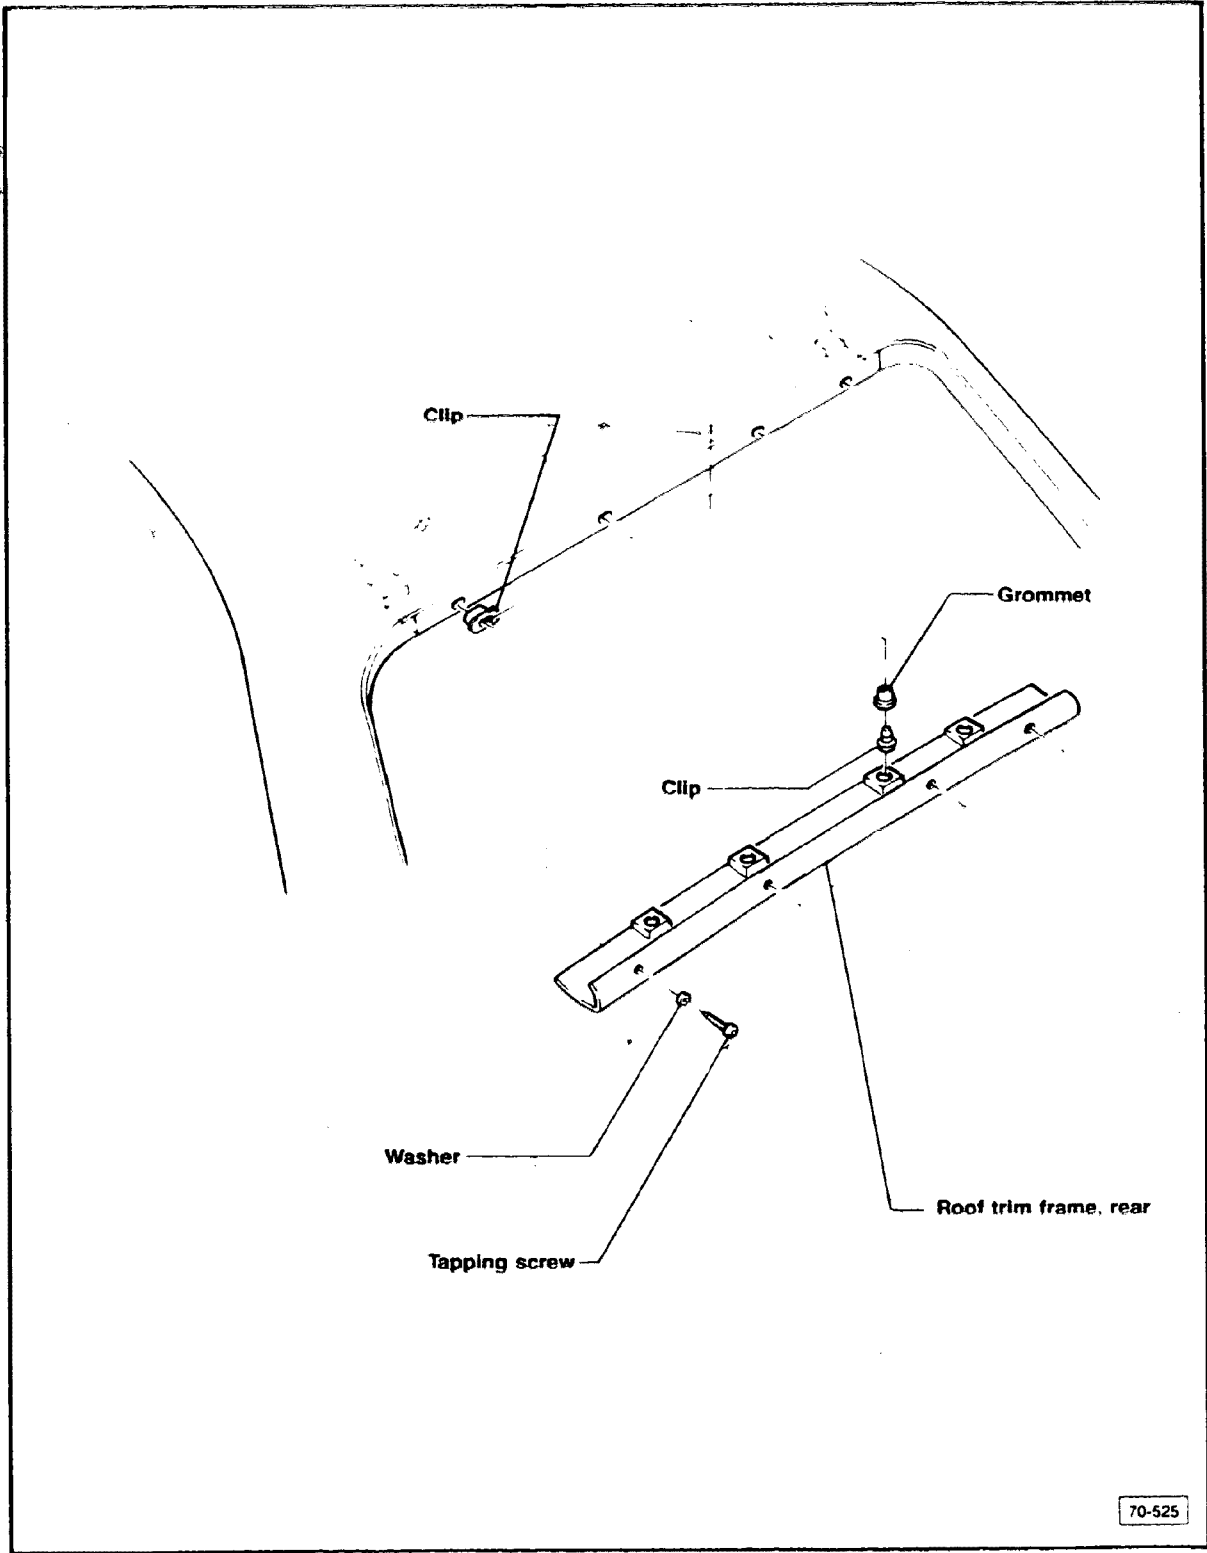 Clip
Grommet
Clip
Washer
Roof trim frame, rear
Tapping screw
70-525